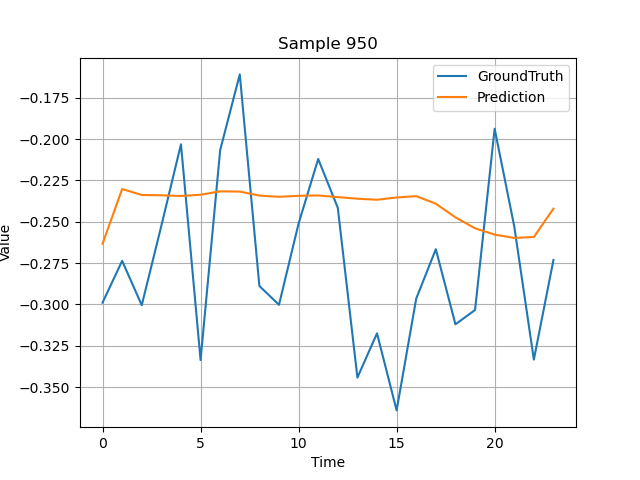 Sample 950
GroundTruth
Prediction
−0.175
−0.200
−0.225
−0.250
−0.275
−0.300
−0.325
−0.350
Value
0 5 10 15 20
Time